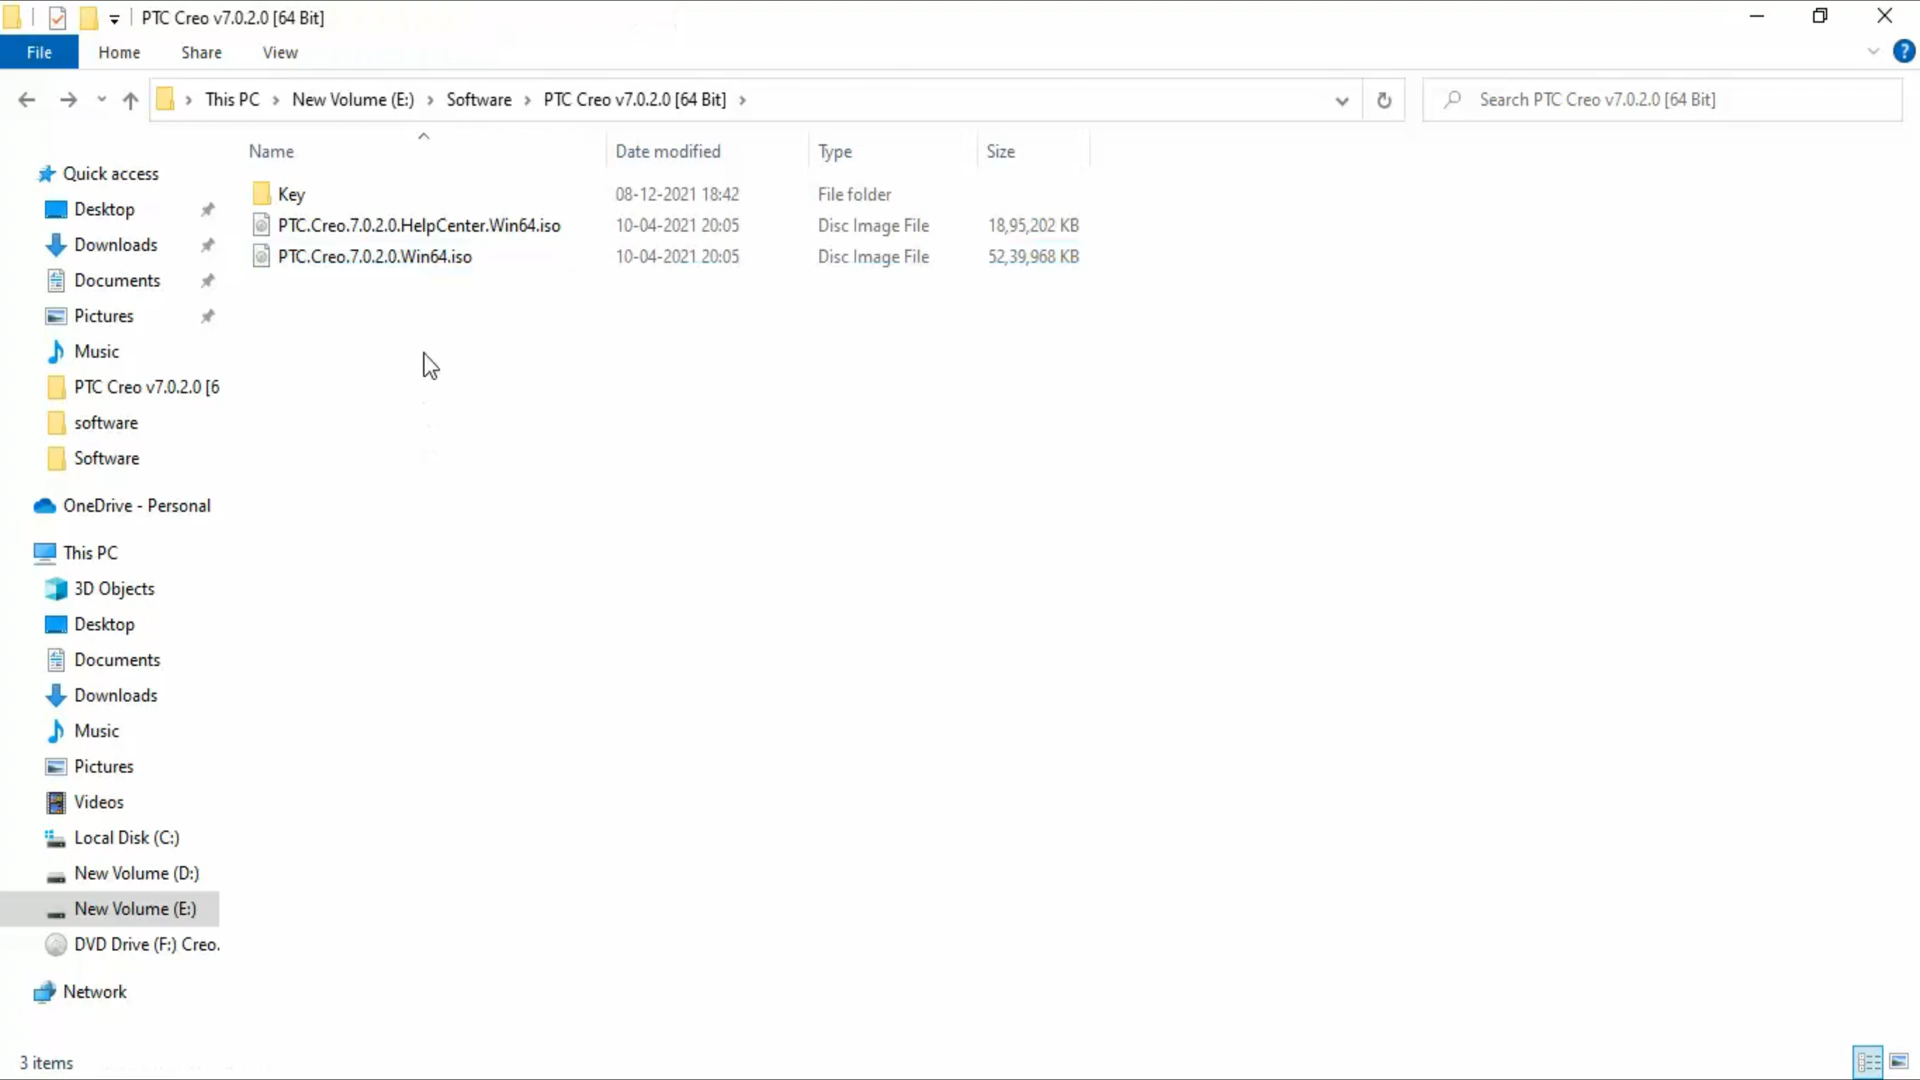 PTC Creo v7.0.2.0 [64 Bit]
File Home Share View
This PC New Volume (E:) Software PTC Creo v7.0.2.0 [64 Bit] Search PTC Creo v7.0.2.0 [64 Bit]
Name Date modified Type Size
Key 08-12-2021 18:42 File folder
PTC.Creo.7.0.2.0.HelpCenter.Win64.iso 10-04-2021 20:05 Disc Image File 18,95,202 KB
PTC.Creo.7.0.2.0.Win64.iso 10-04-2021 20:05 Disc Image File 52,39,968 KB
Quick access
Desktop
Downloads
Documents
Pictures
Music
PTC Creo v7.0.2.0 [6
software
Software
OneDrive - Personal
This PC
3D Objects
Desktop
Documents
Downloads
Music
Pictures
Videos
Local Disk (C:)
New Volume (D:)
New Volume (E:)
DVD Drive (F:) Creo.
Network
3 items